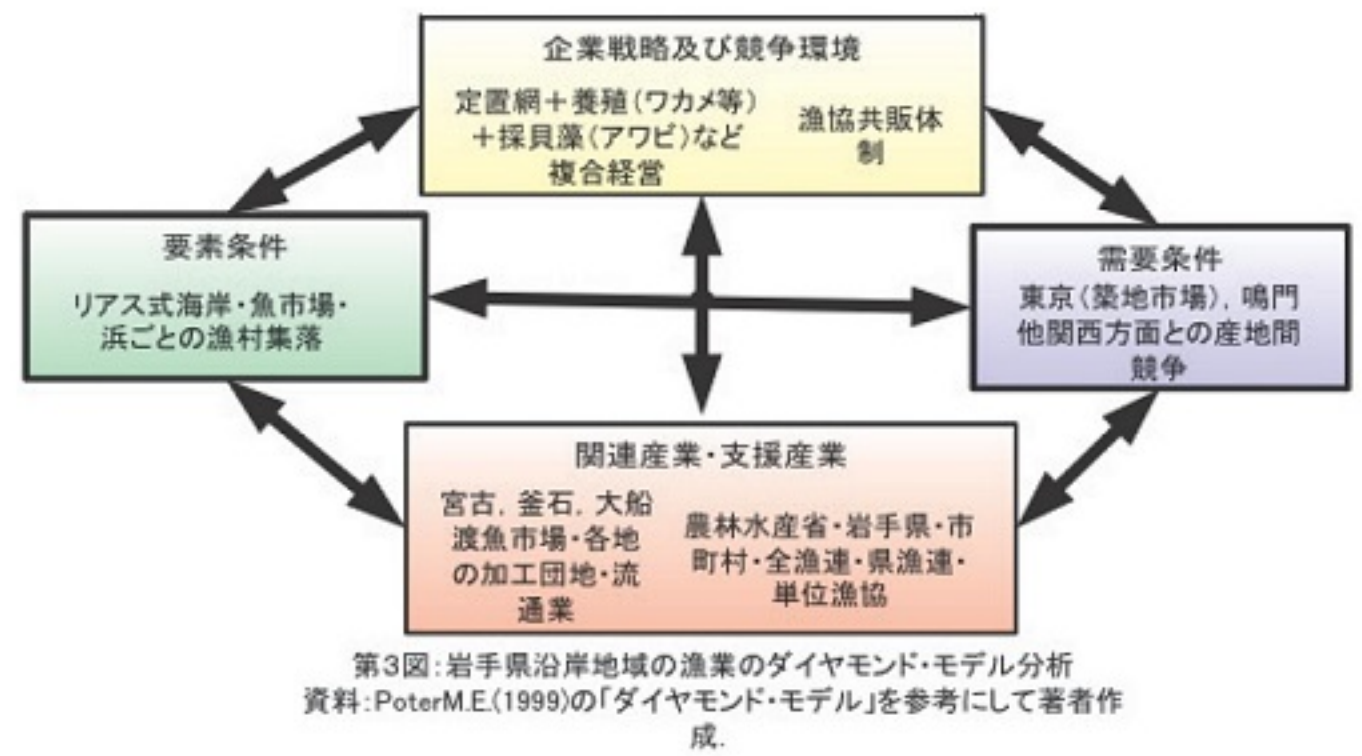 企業戦略及び競争環境
定置網＋養殖（ワカメ等）
＋採貝藻（アワビ）など
複合経営
漁協共販体
制
要素条件
リアス式海岸・魚市場・
浜ごとの漁村集落
需要条件
東京（築地市場），鳴門
他関西方面との産地間
競争
関連産業・支援産業
宮古，釜石，大船
渡魚市場・各地
の加工団地・流
通業
農林水産省・岩手県・市
町村・全漁連・県漁連・
単位漁協
第3図：岩手県沿岸地域の漁業のダイヤモンド・モデル分析
資料：PoterM.E.(1999)の「ダイヤモンド・モデル」を参考にして著者作
成．